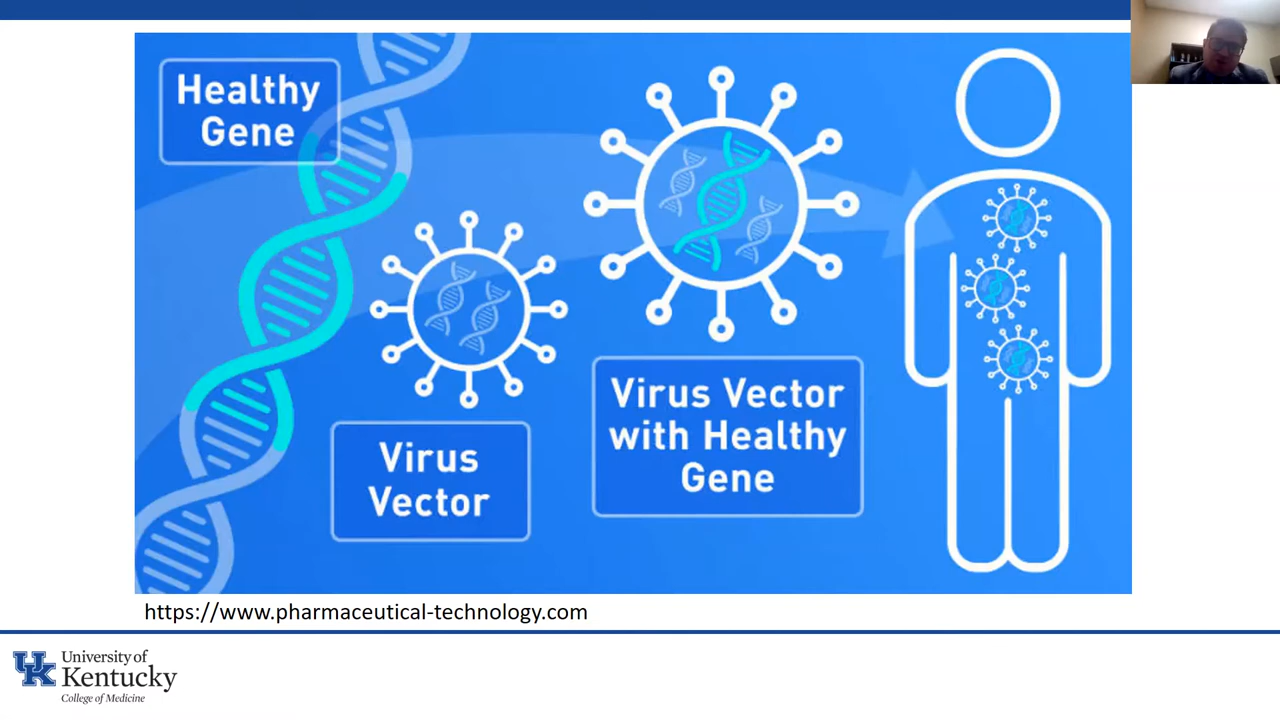 Healthy
Gene
Virus
Vector
Virus Vector
with Healthy
Gene
https://www.pharmaceutical-technology.com
UK
University of
Kentucky
College of Medicine